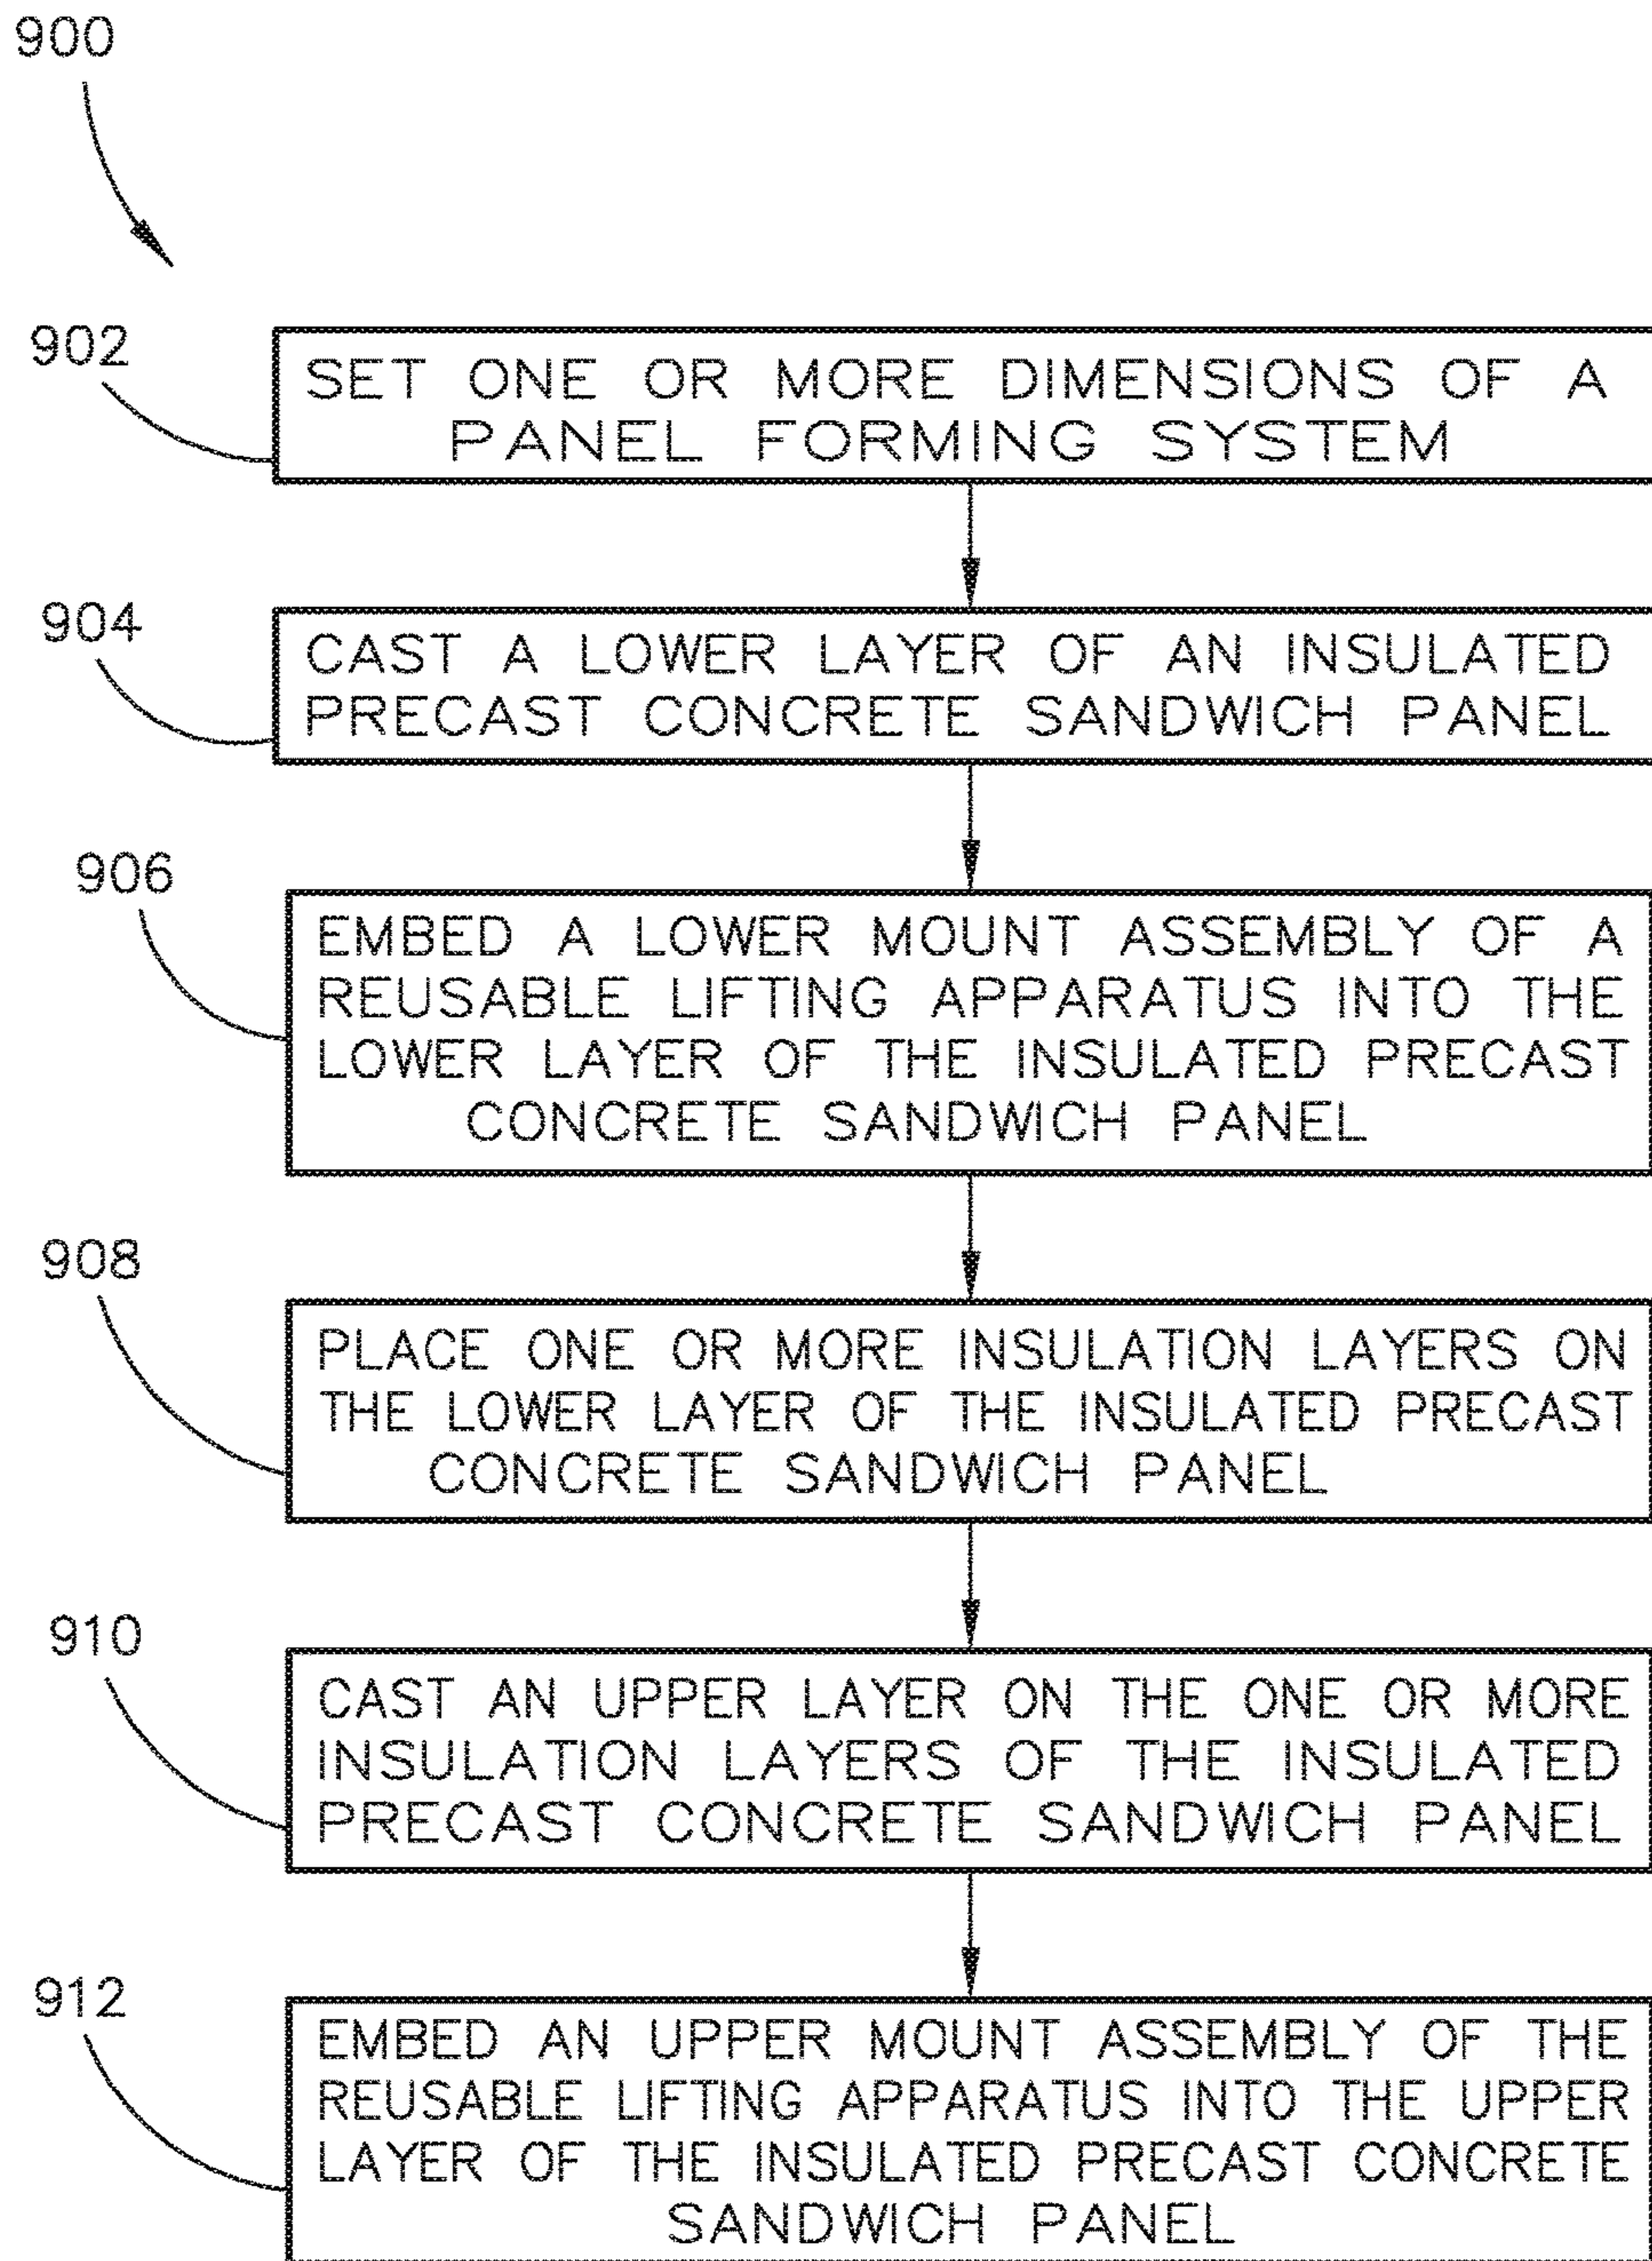 900
902
SET ONE OR MORE DIMENSIONS OF A
PANEL FORMING SYSTEM
904
CAST A LOWER LAYER OF AN INSULATED
PRECAST CONCRETE SANDWICH PANEL
906
EMBED A LOWER MOUNT ASSEMBLY OF A
REUSABLE LIFTING APPARATUS INTO THE
LOWER LAYER OF THE INSULATED PRECAST
CONCRETE SANDWICH PANEL
908
PLACE ONE OR MORE INSULATION LAYERS ON
THE LOWER LAYER OF THE INSULATED PRECAST
CONCRETE SANDWICH PANEL
910
CAST AN UPPER LAYER ON THE ONE OR MORE
INSULATION LAYERS OF THE INSULATED
PRECAST CONCRETE SANDWICH PANEL
912
EMBED AN UPPER MOUNT ASSEMBLY OF THE
REUSABLE LIFTING APPARATUS INTO THE UPPER
LAYER OF THE INSULATED PRECAST CONCRETE
SANDWICH PANEL